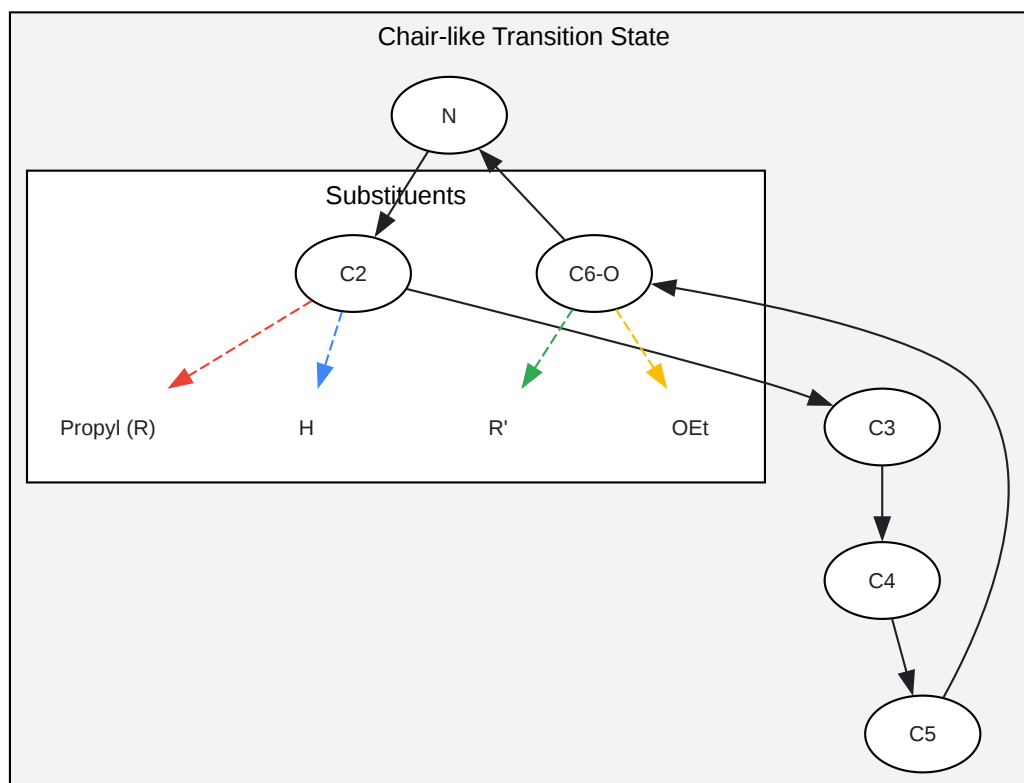 Chair-like Transition State
N
Substituents
C2
C6-O
Propyl (R)
H
R'
OEt
C3
C4
C5